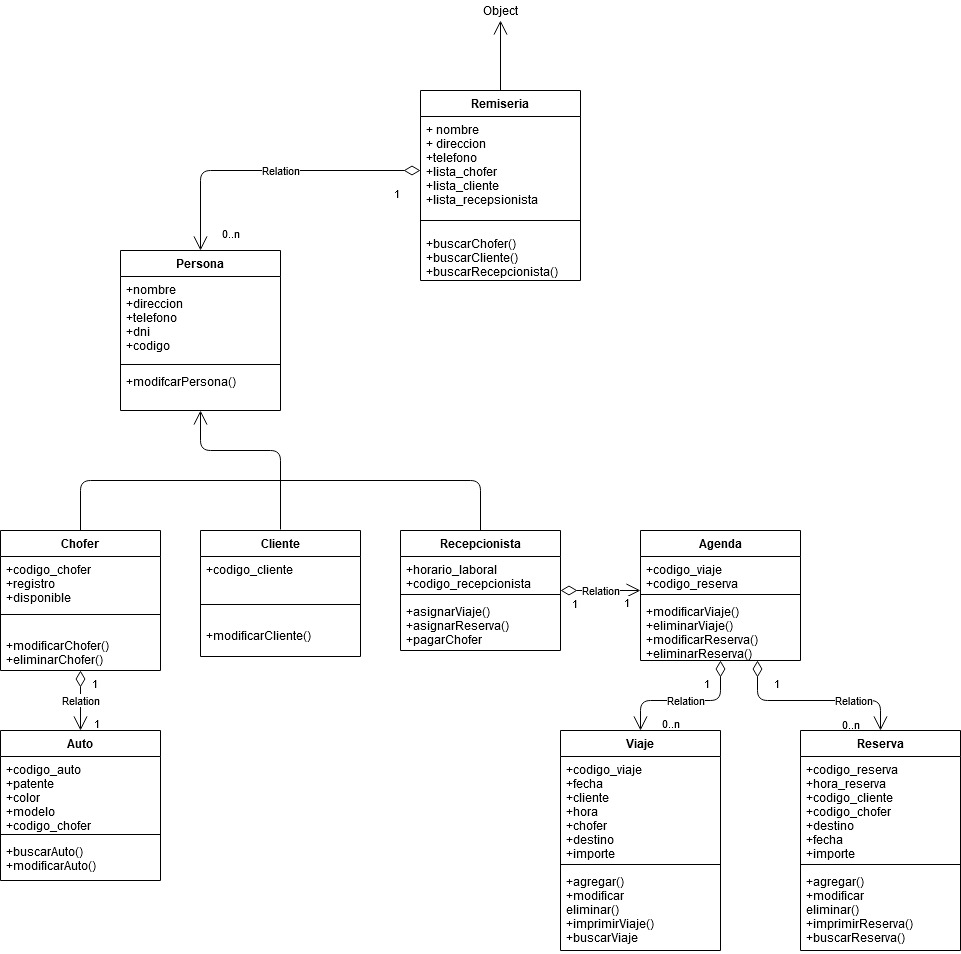 Object
Remiseria
+ nombre
+ direccion
+telefono
+lista_chofer
+lista_cliente
+lista_recepsionista
+buscarChofer()
+buscarCliente()
+buscarRecepcionista()
Relation
1
0..n
Persona
+nombre
+direccion
+telefono
+dni
+codigo
+modifcarPersona()
Chofer
+codigo_chofer
+registro
+disponible
+modificarChofer()
+eliminarChofer()
Cliente
+codigo_cliente
+modificarCliente()
Recepcionista
+horario_laboral
+codigo_recepcionista
+asignarViaje()
+asignarReserva()
+pagarChofer
Relation
1
1
Agenda
+codigo_viaje
+codigo_reserva
+modificarViaje()
+eliminarViaje()
+modificarReserva()
+eliminarReserva()
1
Relation
1
Auto
+codigo_auto
+patente
+color
+modelo
+codigo_chofer
+buscarAuto()
+modificarAuto()
1
Relation
0..n
Viaje
+codigo_viaje
+fecha
+cliente
+hora
+chofer
+destino
+importe
+agregar()
+modificar
eliminar()
+imprimirViaje()
+buscarViaje
1
Relation
0..n
Reserva
+codigo_reserva
+hora_reserva
+codigo_cliente
+codigo_chofer
+destino
+fecha
+importe
+agregar()
+modificar
eliminar()
+imprimirReserva()
+buscarReserva()